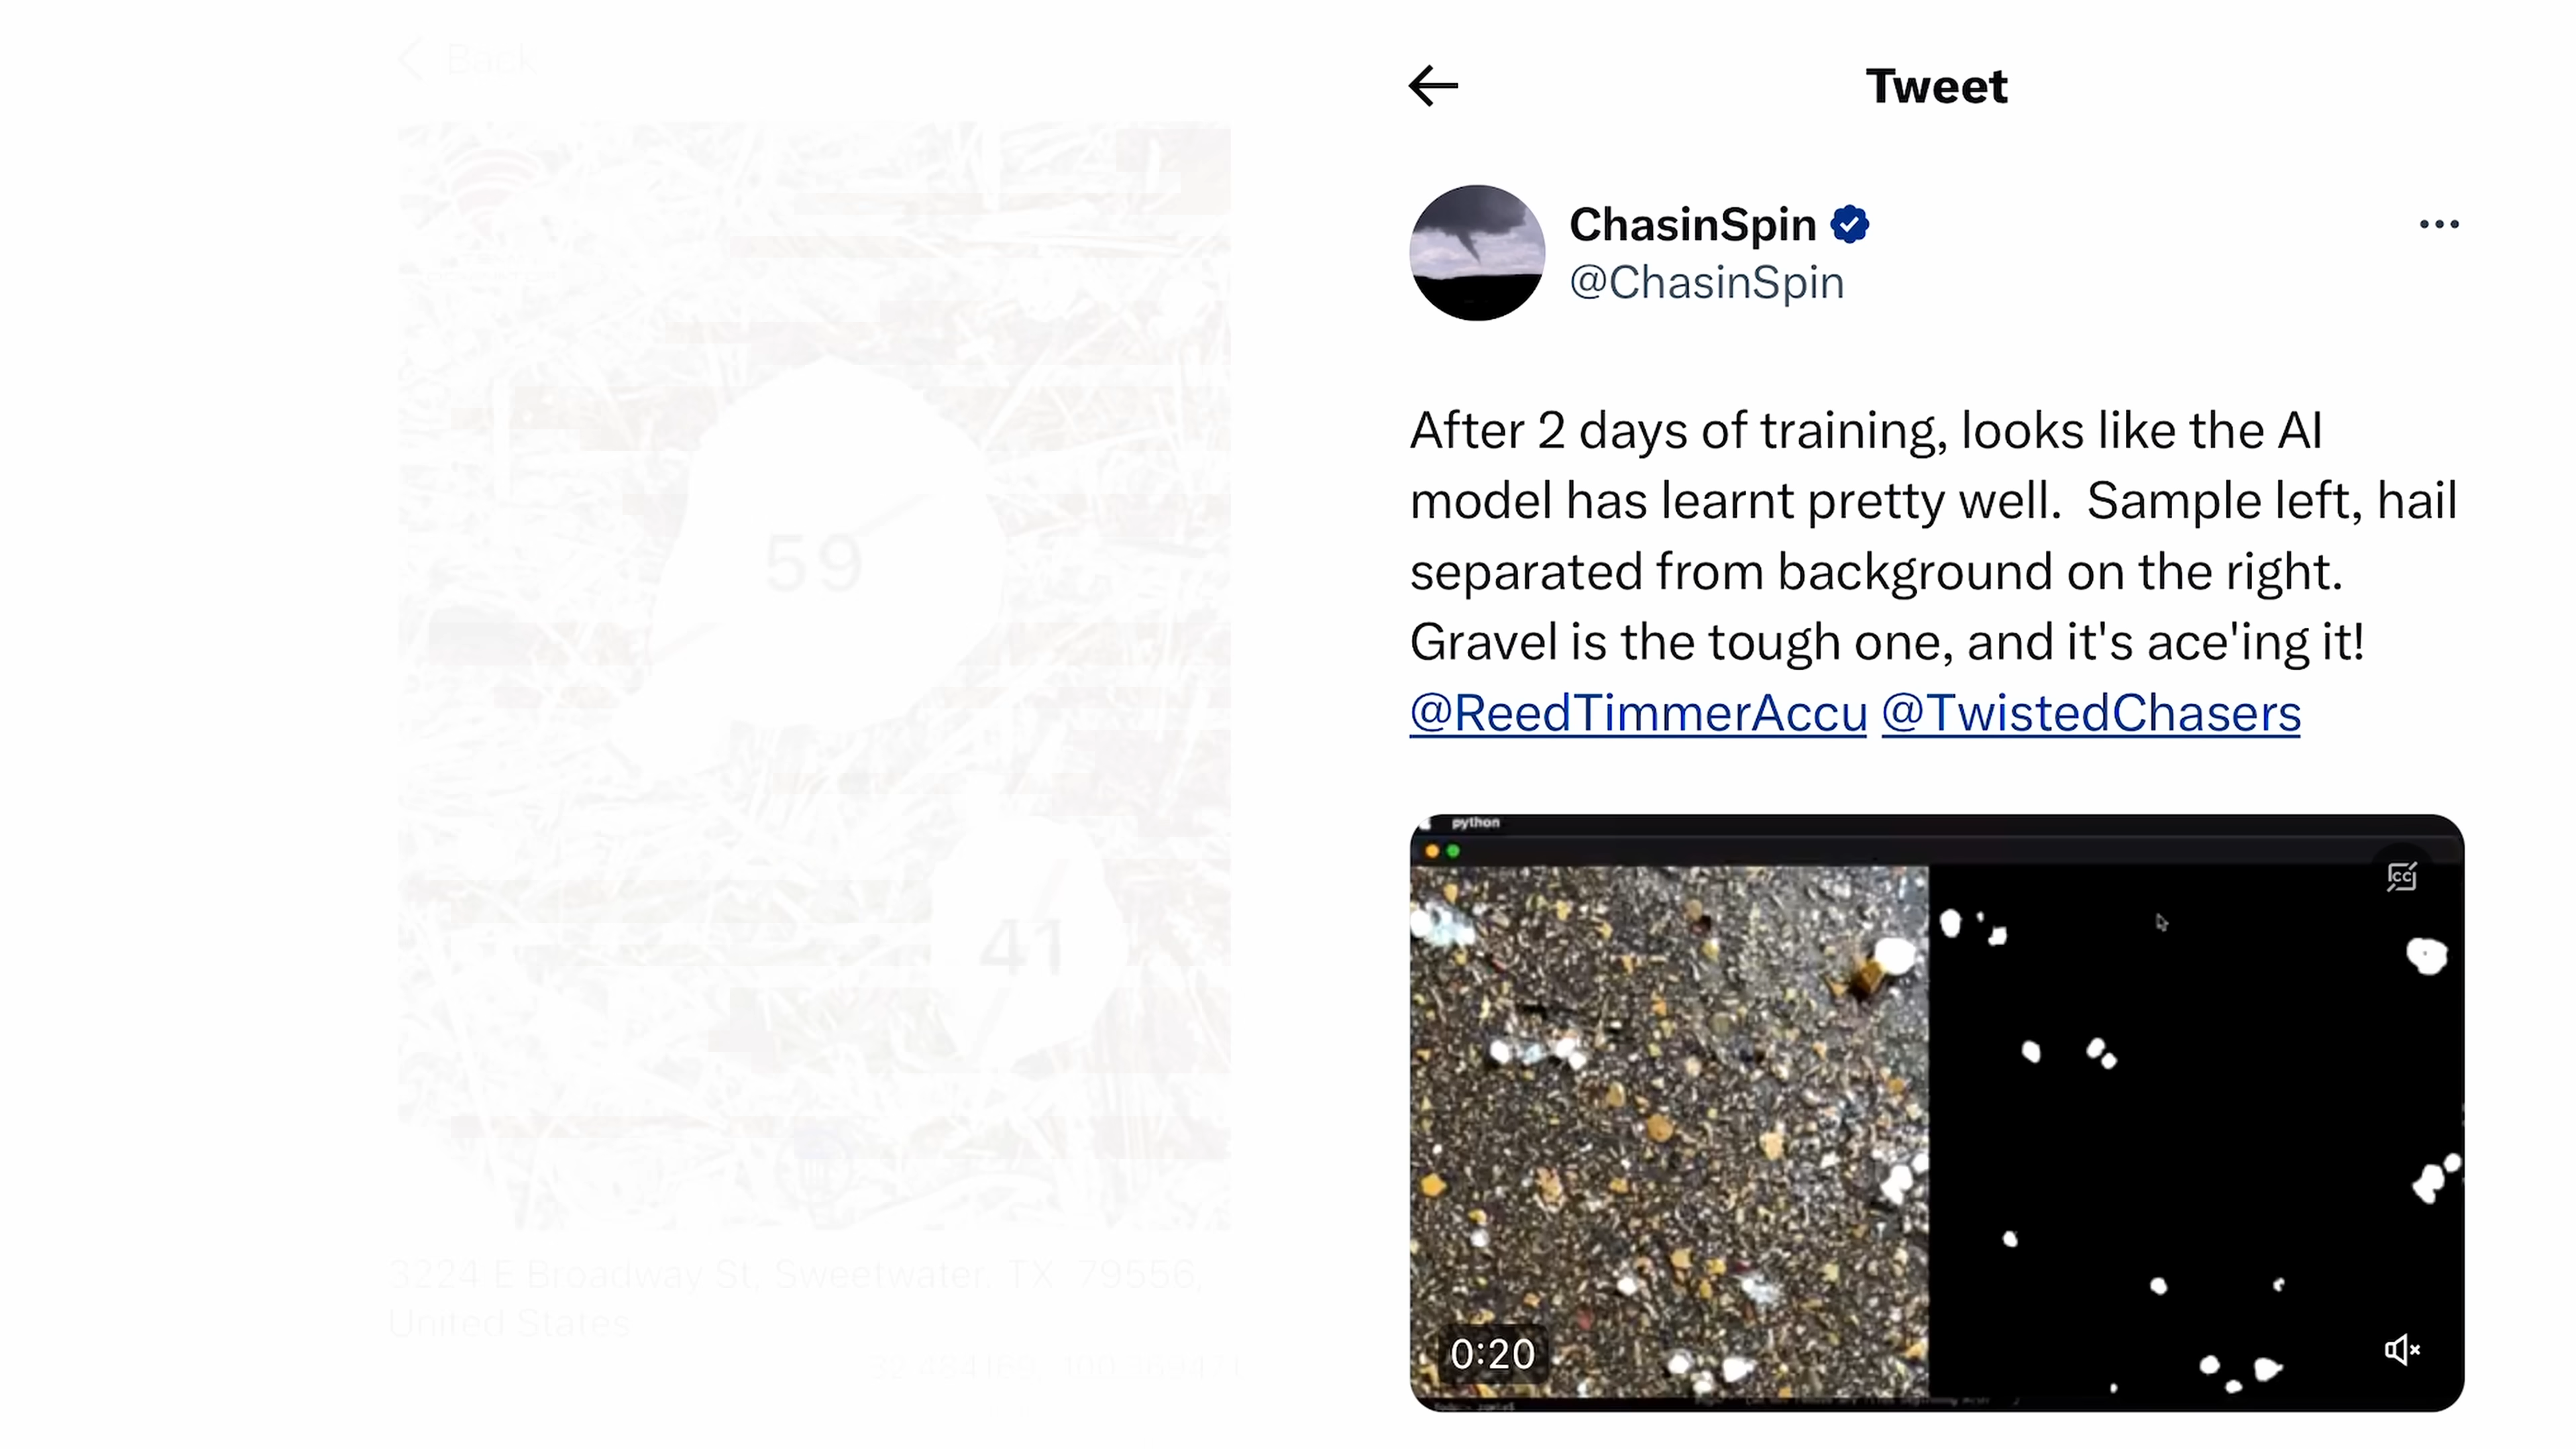 Back
59
41
3224 E Broadway St, Sweetwater, TX 79556,
United States
Tweet
ChasinSpin
@ChasinSpin
After 2 days of training, looks like the AI
model has learnt pretty well. Sample left, hail
separated from background on the right.
Gravel is the tough one, and it's ace'ing it!
@ReedTimmerAccu @TwistedChasers
python
CC
0:20